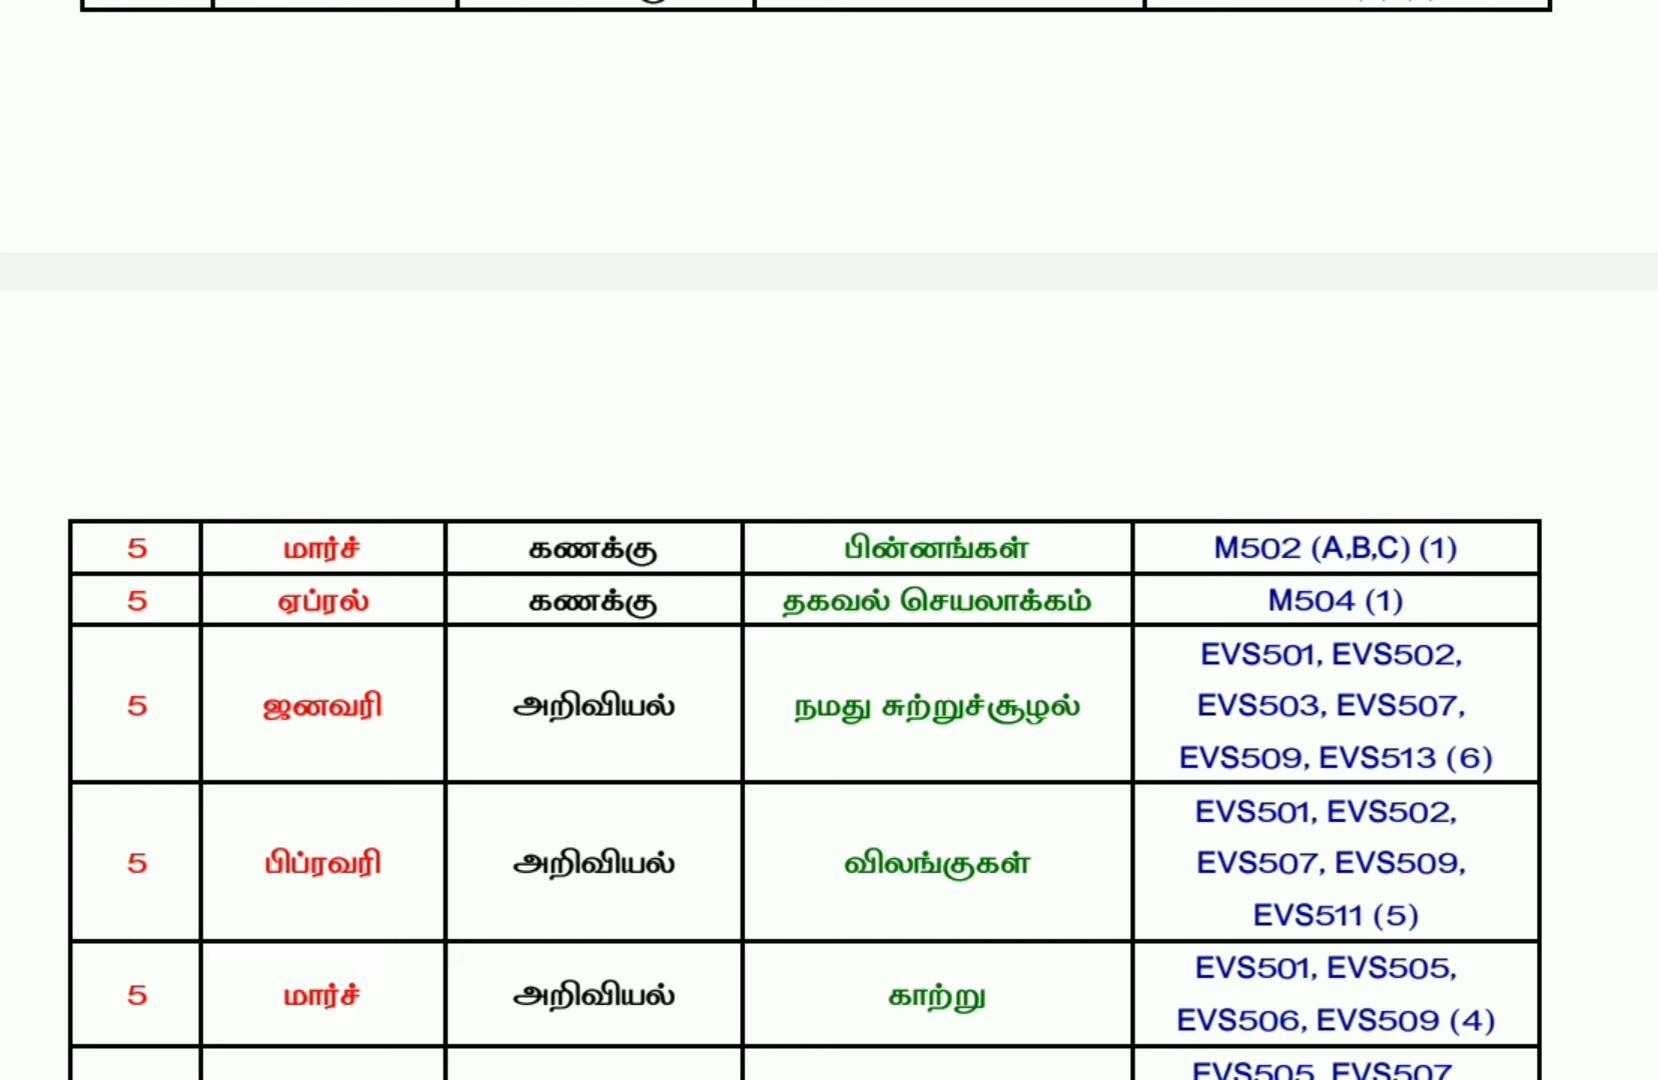 5 மார்ச் கணக்கு பின்னங்கள் M502 (A,B,C) (1)
5 ஏப்ரல் கணக்கு தகவல் செயலாக்கம் M504 (1)
EVS501, EVS502,
5 ஜனவரி அறிவியல் நமது சுற்றுச்சூழல் EVS503, EVS507,
EVS509, EVS513 (6)
EVS501, EVS502,
5 பிப்ரவரி அறிவியல் விலங்குகள் EVS507, EVS509,
EVS511 (5)
EVS501, EVS505,
5 மார்ச் அறிவியல் காற்று
EVS506, EVS509 (4)
EVS505, EVS507